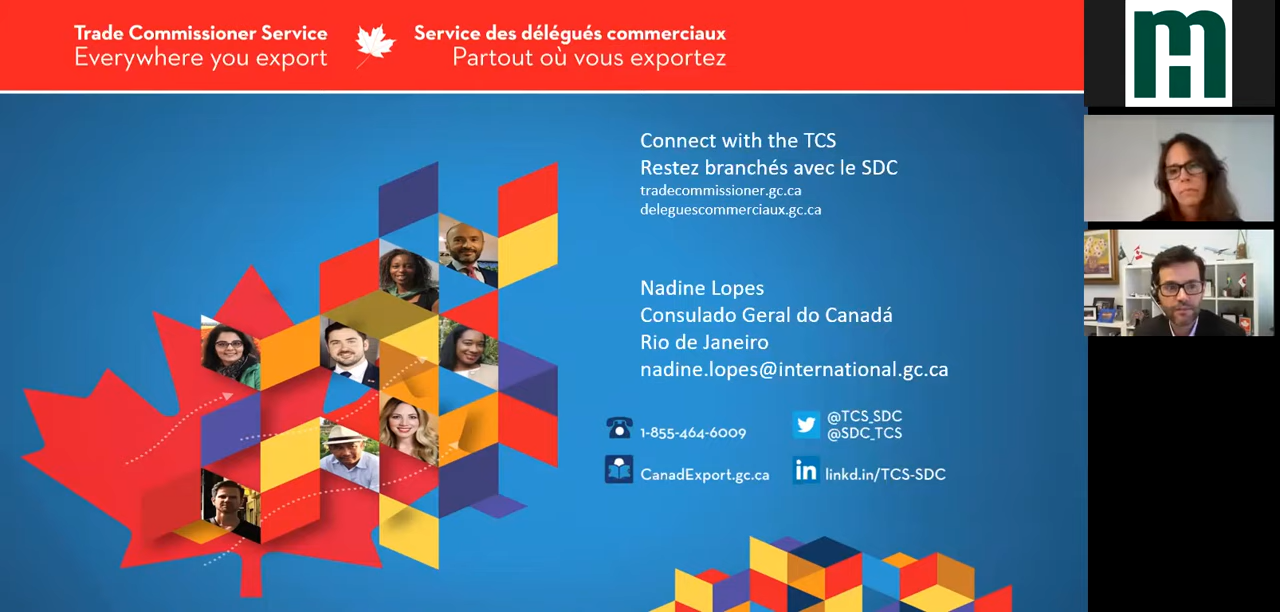 Trade Commissioner Service
Everywhere you export
Service des délégués commerciaux
Partout où vous exportez
Connect with the TCS
Restez branchés avec le SDC
tradecommissioner.gc.ca
deleguescommerciaux.gc.ca
Nadine Lopes
Consulado Geral do Canadá
Rio de Janeiro
nadine.lopes@international.gc.ca
1-855-464-6009
@TCS_SDC
@SDC_TCS
CanadExport.gc.ca
in
linkd.in/TCS-SDC